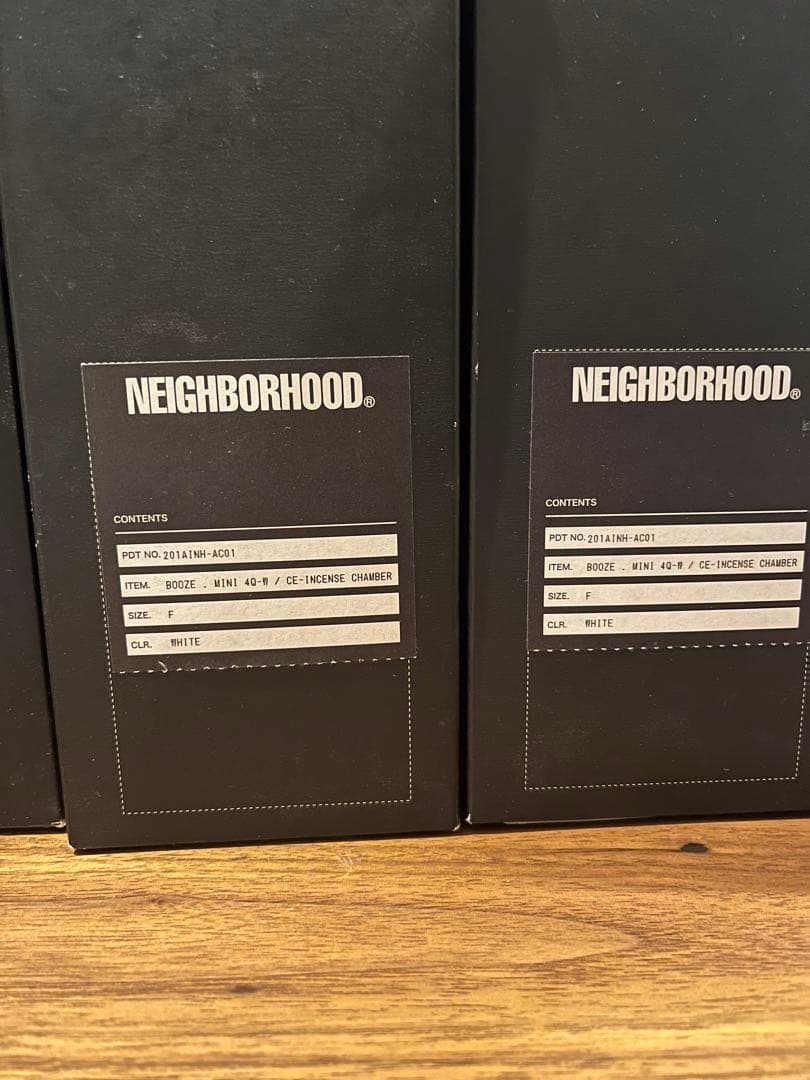 NEIGHBORHOOD®
CONTENTS
PDT NO. 201AINH-AC01
ITEM. BOOZE . MINI 4Q-W / CE-INCENSE CHAMBER
SIZE. F
CLR. WHITE
NEIGHBORHOOD®
CONTENTS
PDT NO. 201AINH-AC01
ITEM. BOOZE . MINI 4Q-W / CE-INCENSE CHAMBER
SIZE. F
CLR. WHITE